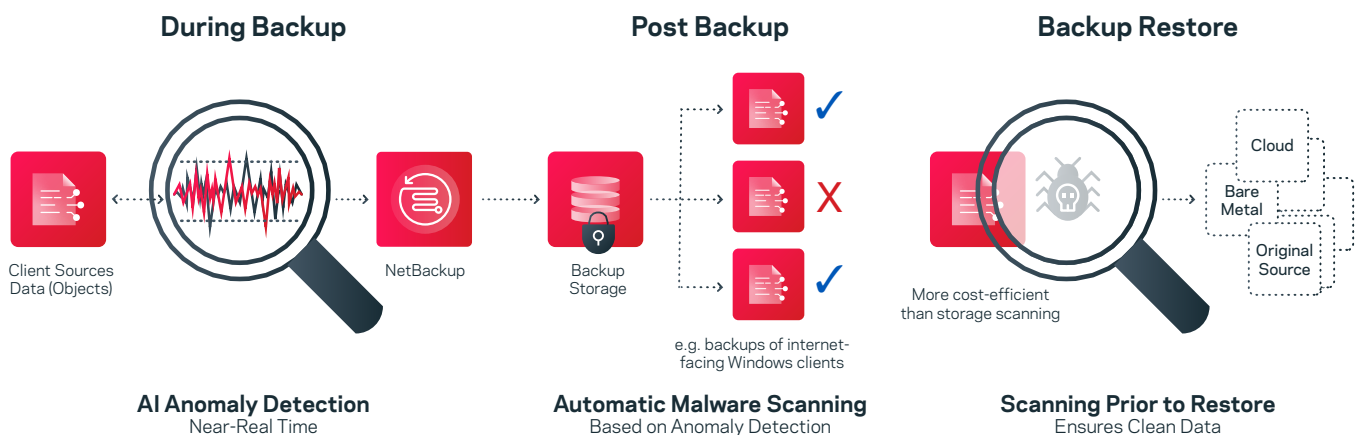 During Backup
Post Backup
Backup Restore
Client Sources
Data (Objects)
NetBackup
Backup
Storage
X
e.g. backups of internet-
facing Windows clients
More cost-efficient
than storage scanning
Cloud
Bare
Metal
Original
Source
AI Anomaly Detection
Near-Real Time
Automatic Malware Scanning
Based on Anomaly Detection
Scanning Prior to Restore
Ensures Clean Data